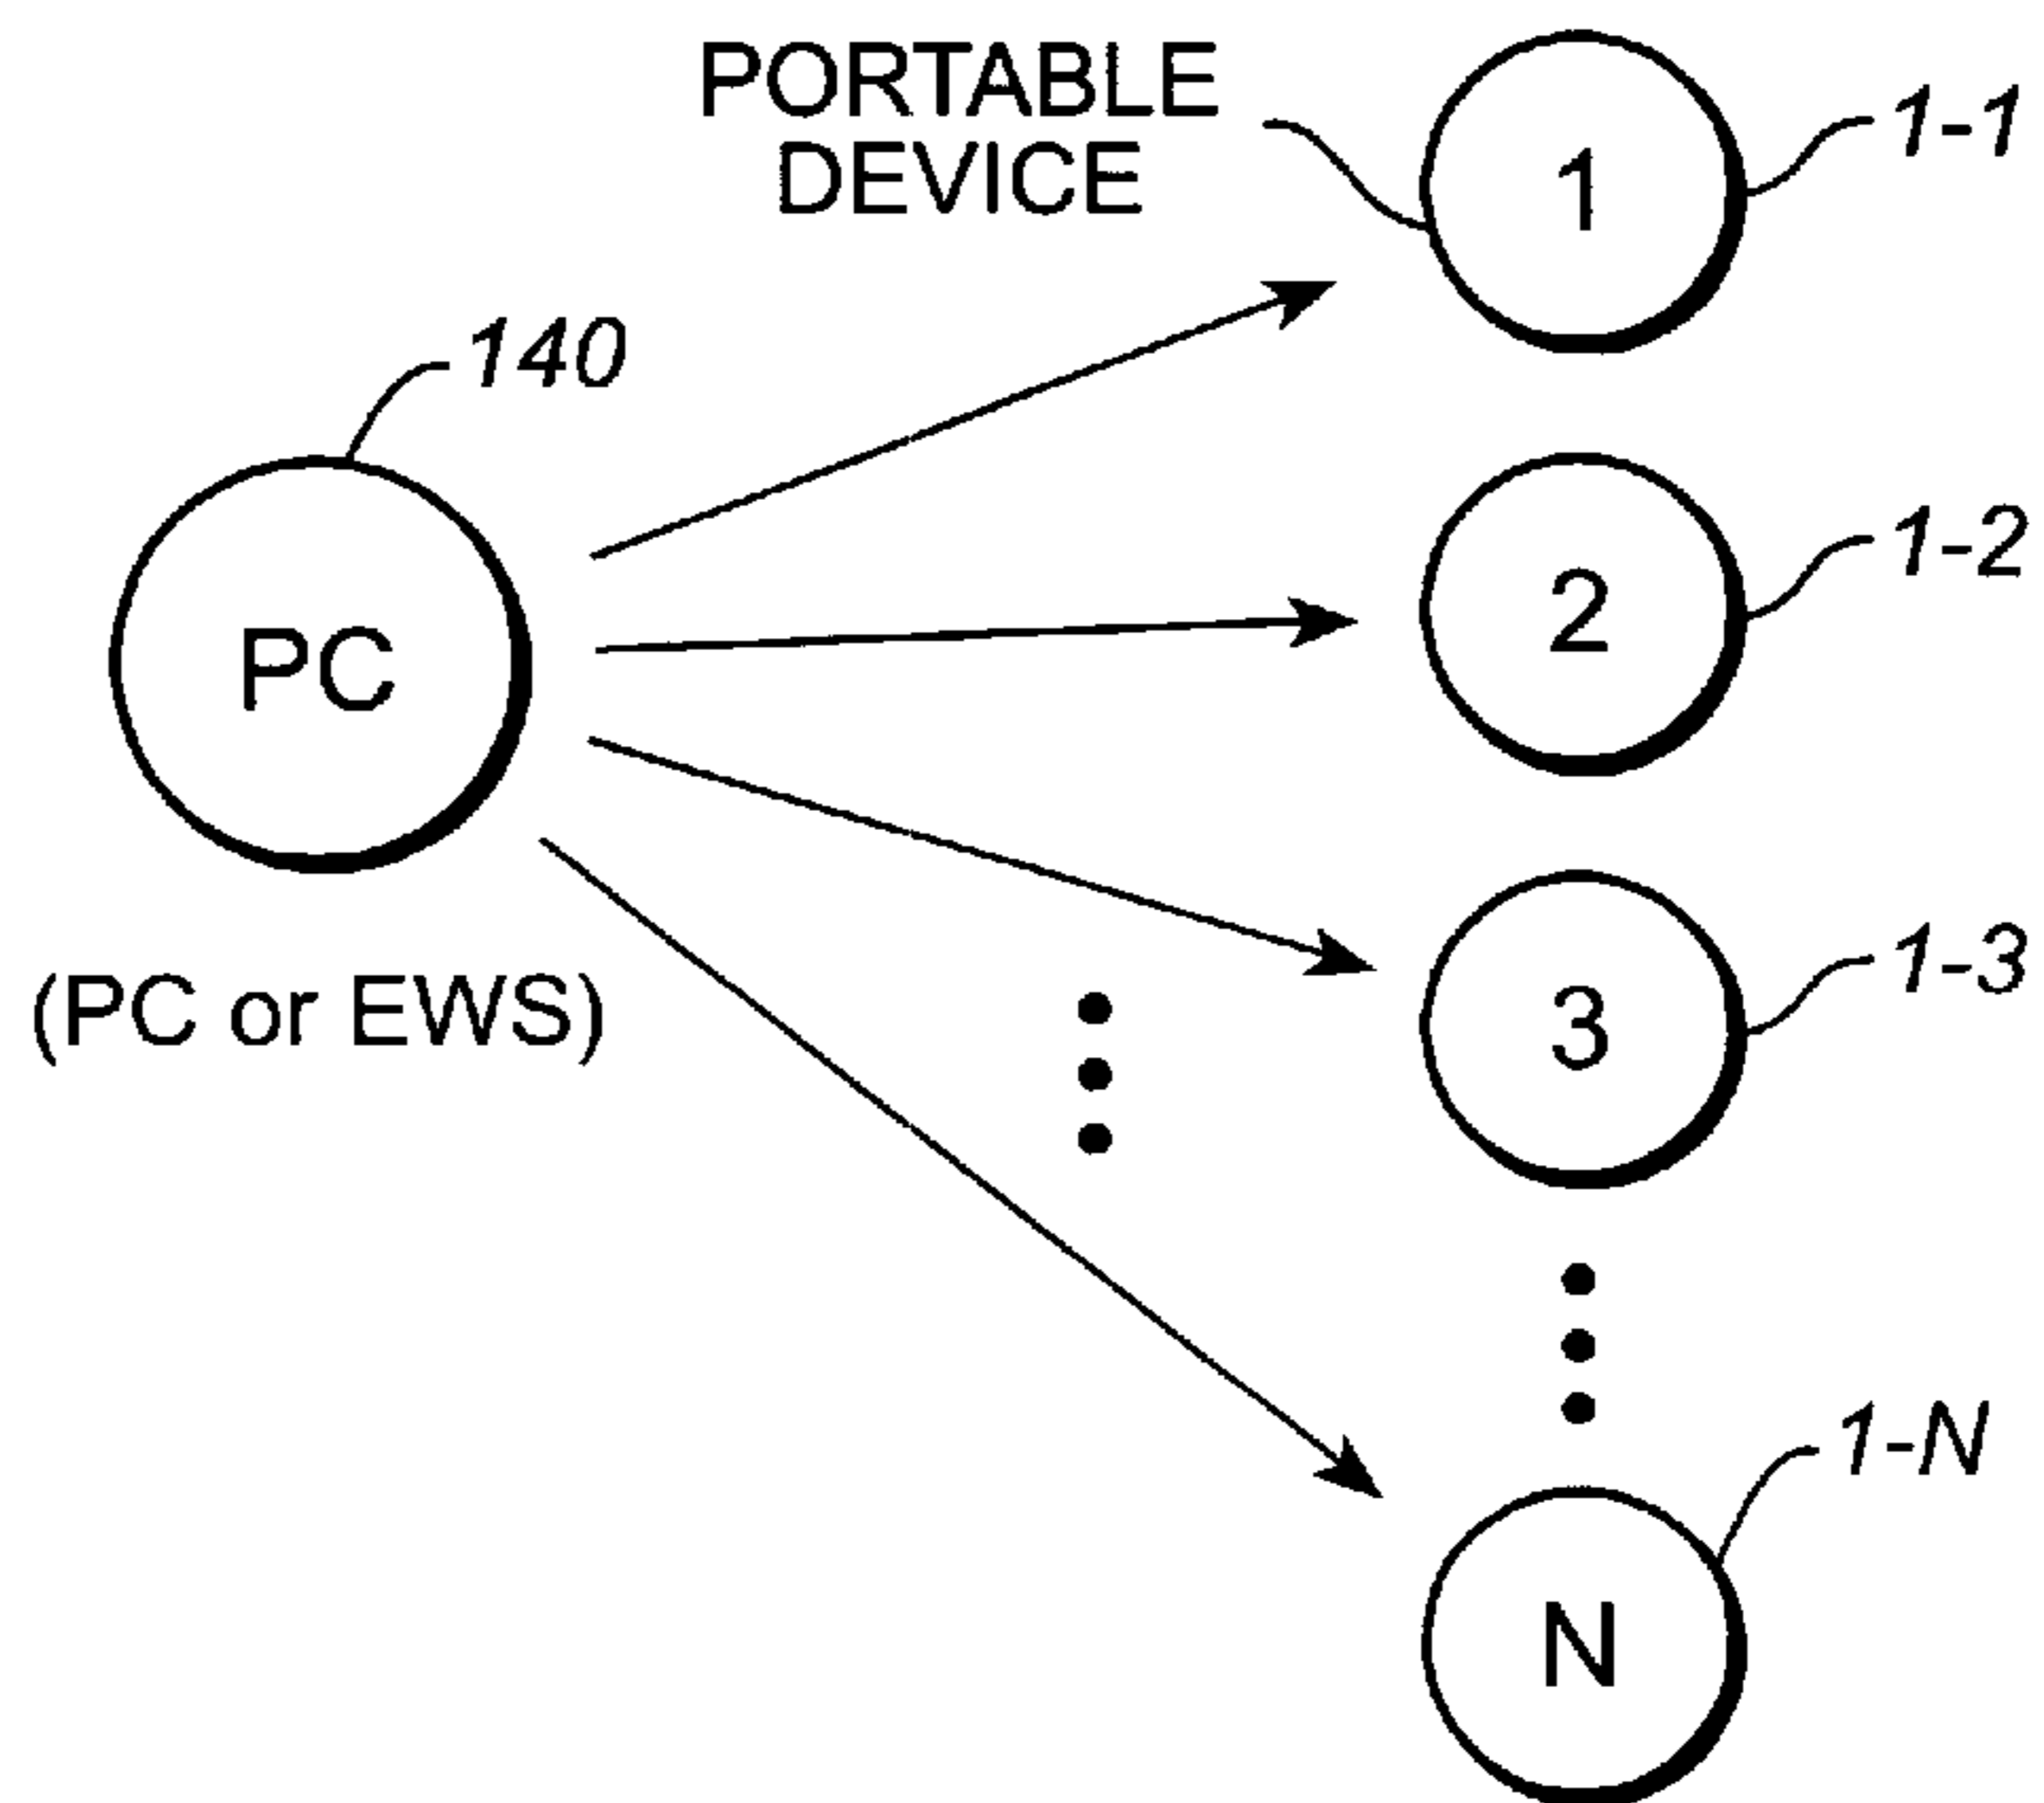 PORTABLE
DEVICE
1
1-1
140
PC
2
1-2
(PC or EWS)
3
1-3
1-N
N